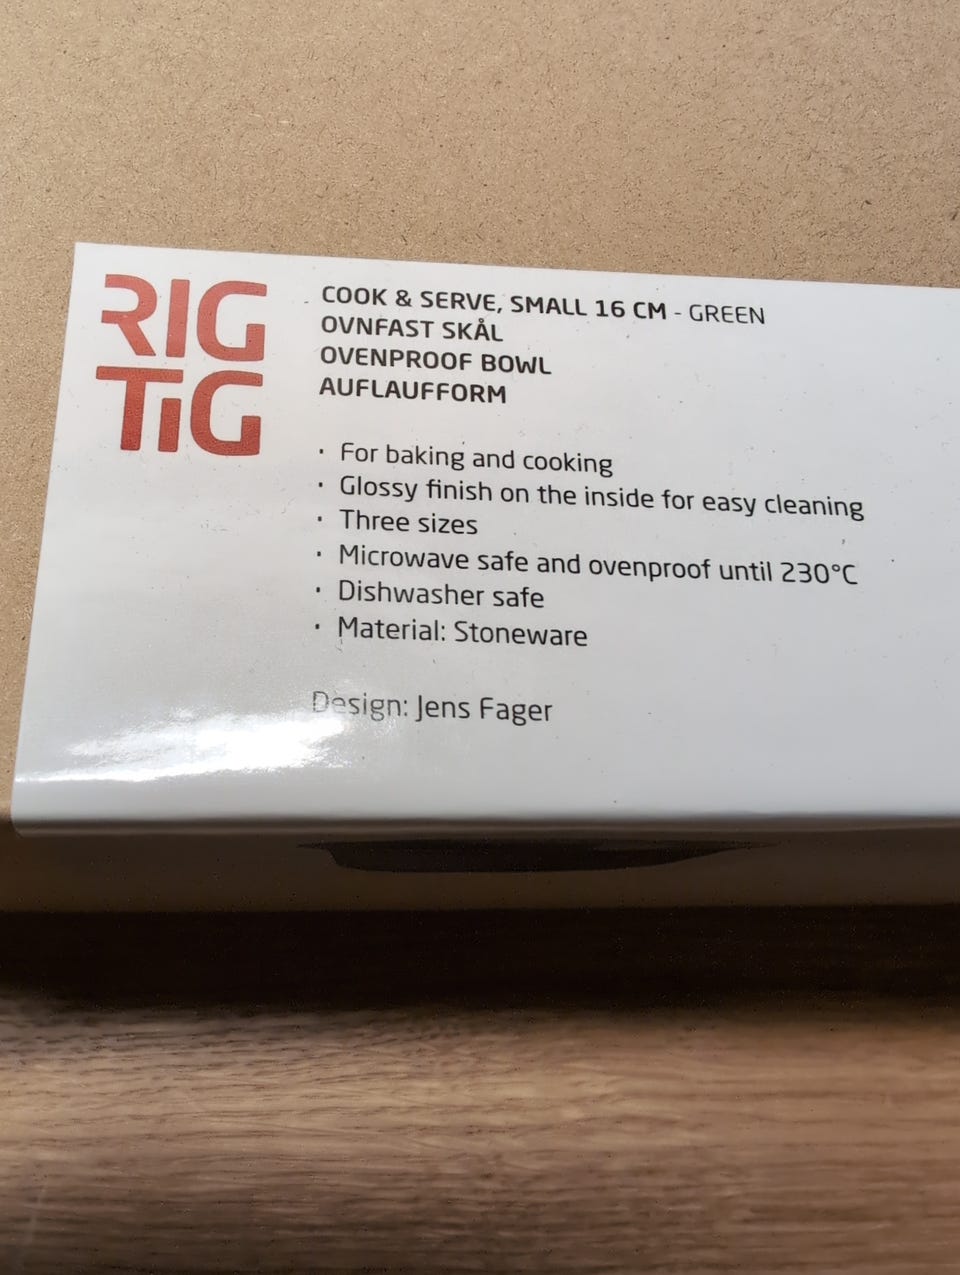 RIG
TIG
COOK & SERVE, SMALL 16 CM - GREEN
OVNFAST SKÅL
OVENPROOF BOWL
AUFLAUFFORM
· For baking and cooking
· Glossy finish on the inside for easy cleaning
· Three sizes
· Microwave safe and ovenproof until 230°C
· Dishwasher safe
· Material: Stoneware
Design: Jens Fager